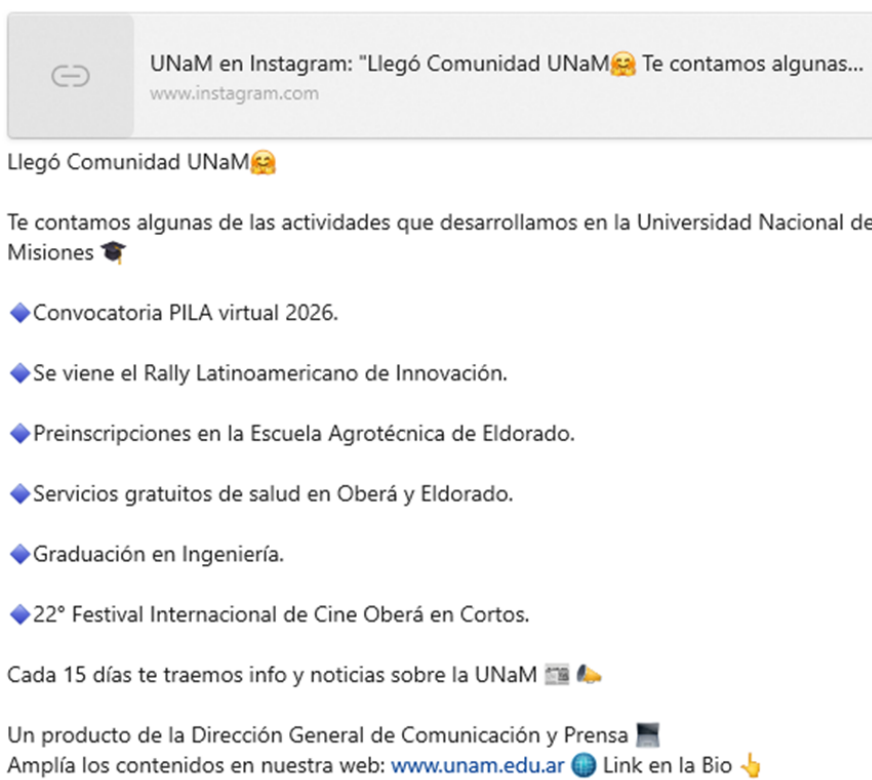 UNaM en Instagram: "Llegó Comunidad UNaM🤗 Te contamos algunas...
www.instagram.com
Llegó Comunidad UNaM🤗
Te contamos algunas de las actividades que desarrollamos en la Universidad Nacional de
Misiones 🎓
🔷Convocatoria PILA virtual 2026.
🔷Se viene el Rally Latinoamericano de Innovación.
🔷Preinscripciones en la Escuela Agrotécnica de Eldorado.
🔷Servicios gratuitos de salud en Oberá y Eldorado.
🔷Graduación en Ingeniería.
🔷22° Festival Internacional de Cine Oberá en Cortos.
Cada 15 días te traemos info y noticias sobre la UNaM 📰 📣
Un producto de la Dirección General de Comunicación y Prensa 💻
Amplía los contenidos en nuestra web: www.unam.edu.ar 🌐 Link en la Bio 👆